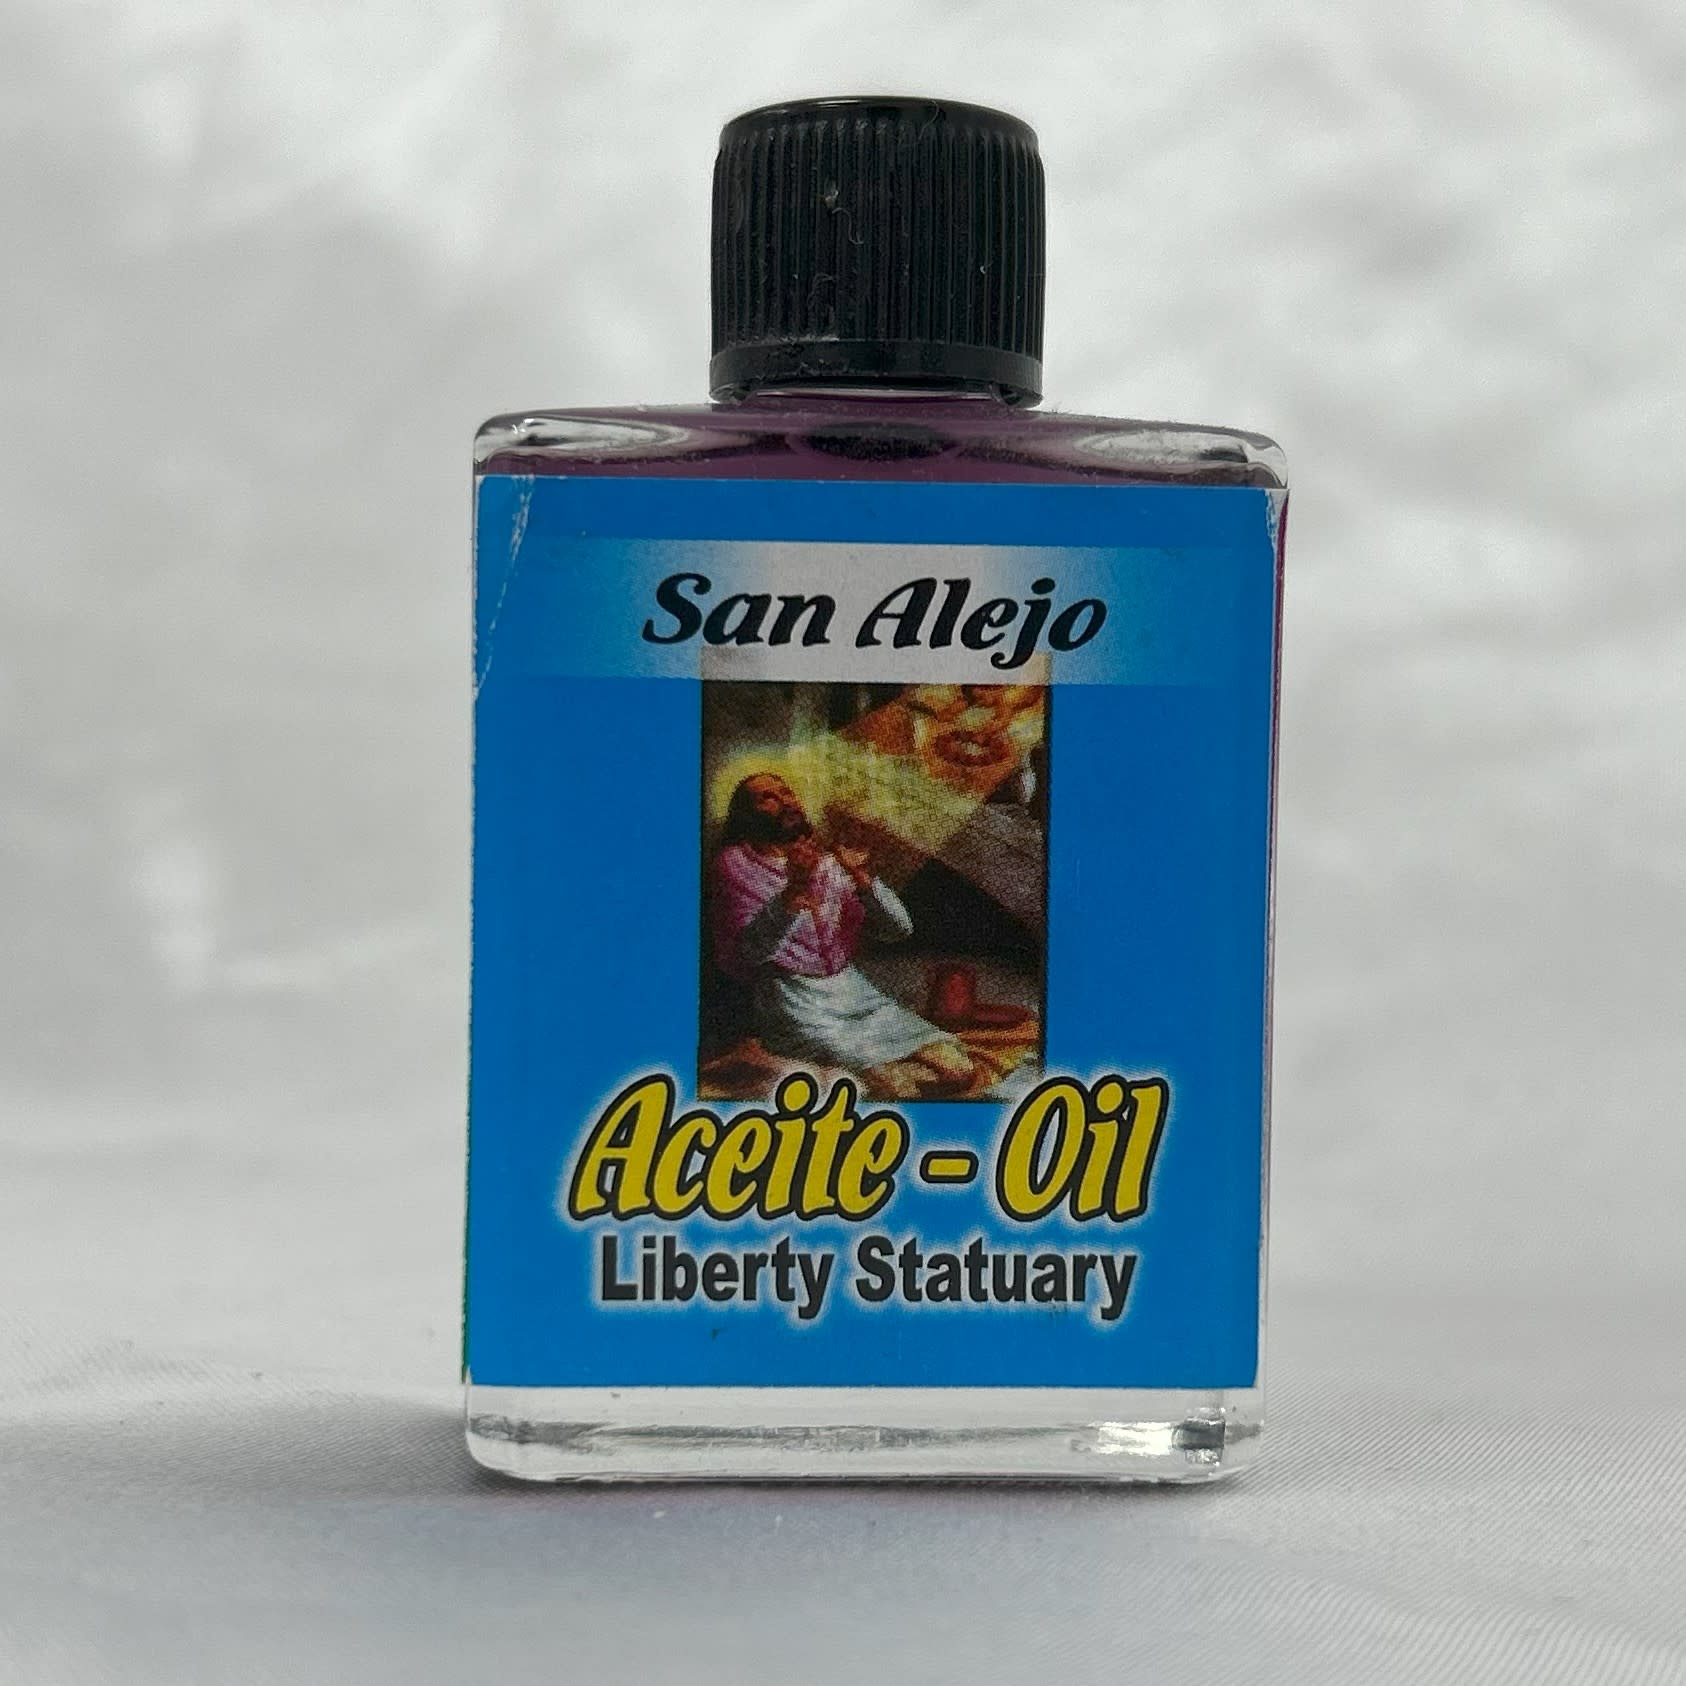 San Alejo
Aceite - Oil
Liberty Statuary